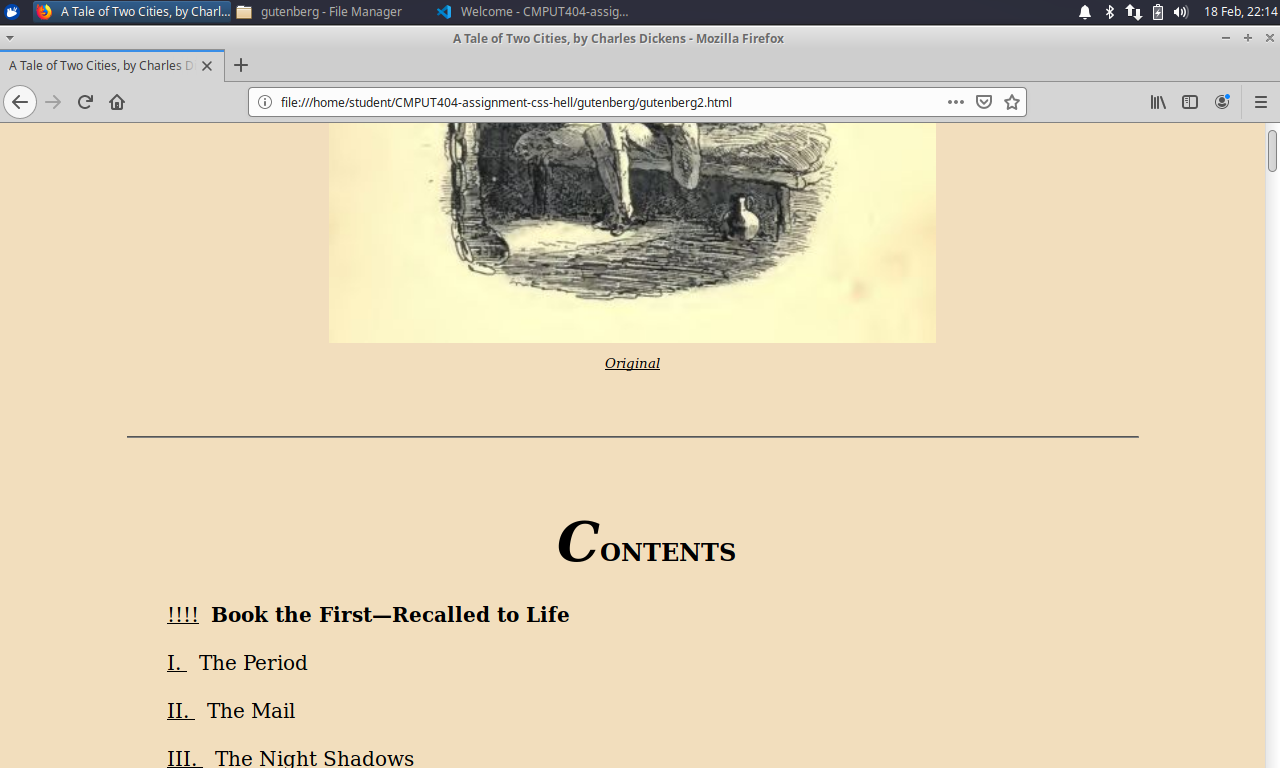 A Tale of Two Cities, by Charl... gutenberg - File Manager Welcome - CMPUT404-assig... 18 Feb, 22:14
A Tale of Two Cities, by Charles Dickens - Mozilla Firefox
A Tale of Two Cities, by Charles D
file:///home/student/CMPUT404-assignment-css-hell/gutenberg/gutenberg2.html
Original
CONTENTS
!!!! Book the First—Recalled to Life
I. The Period
II. The Mail
III. The Night Shadows